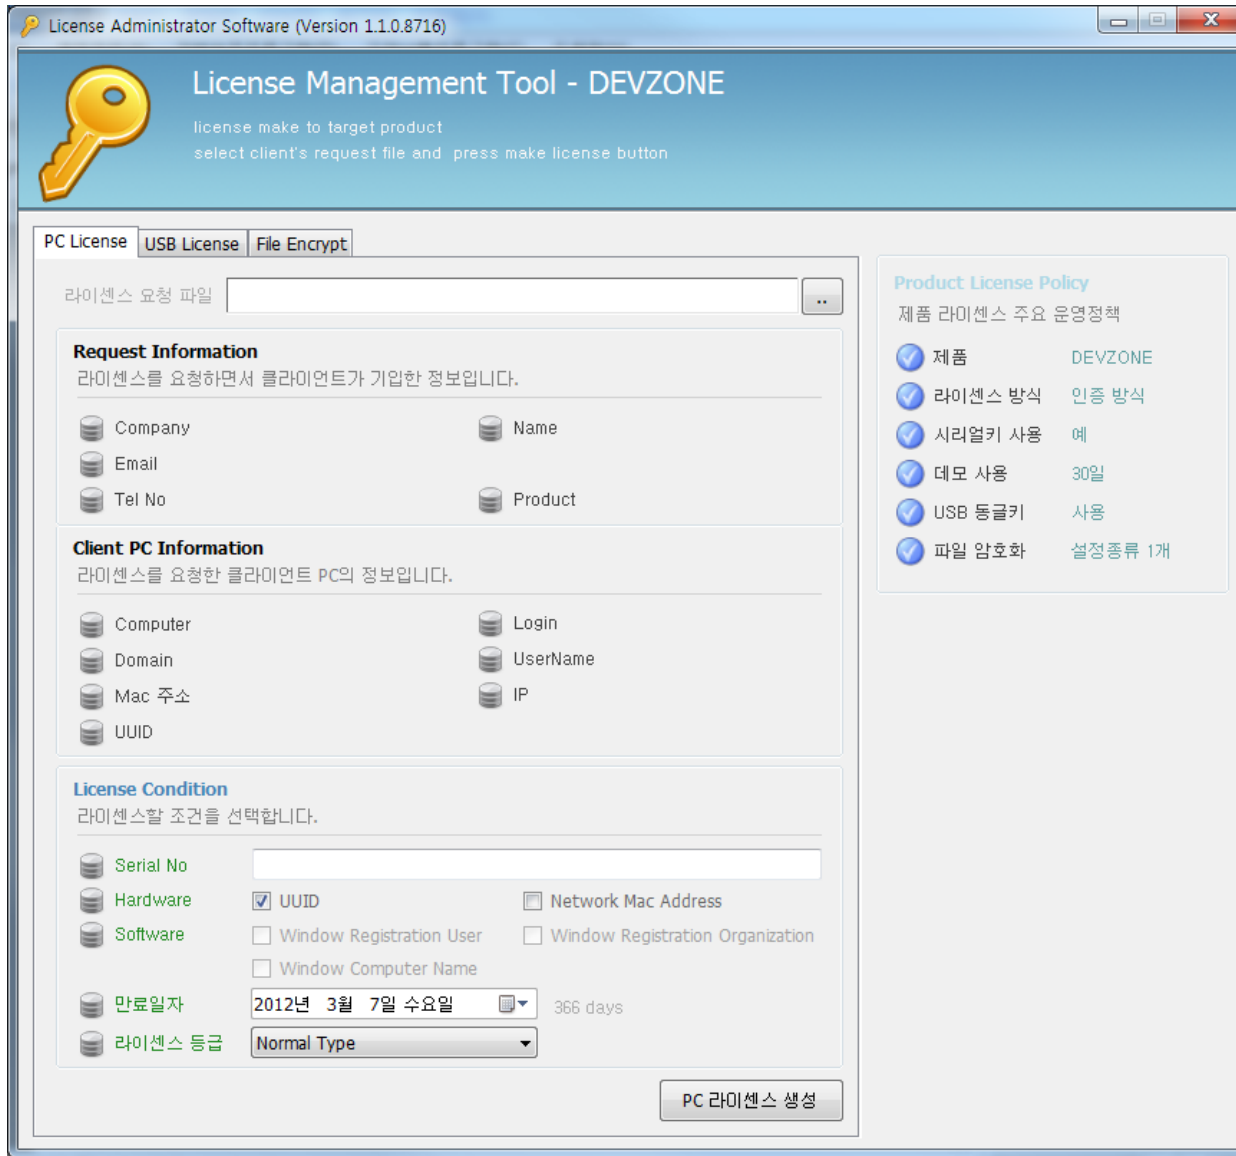 License Administrator Software (Version 1.1.0.8716)
License Management Tool - DEVZONE
license make to target product
select client's request file and press make license button
PC License USB License File Encrypt
라이센스 요청 파일 ..
Request Information
라이센스를 요청하면서 클라이언트가 기입한 정보입니다.
Company Name
Email
Tel No Product
Client PC Information
라이센스를 요청한 클라이언트 PC의 정보입니다.
Computer Login
Domain UserName
Mac 주소 IP
UUID
License Condition
라이센스할 조건을 선택합니다.
Serial No
Hardware UUID Network Mac Address
Software Window Registration User Window Registration Organization
Window Computer Name
만료일자 2012년 3월 7일 수요일 366 days
라이센스 등급 Normal Type
PC 라이센스 생성
Product License Policy
제품 라이센스 주요 운영정책
제품 DEVZONE
라이센스 방식 인증 방식
시리얼키 사용 예
데모 사용 30일
USB 동글키 사용
파일 암호화 설정종류 1개